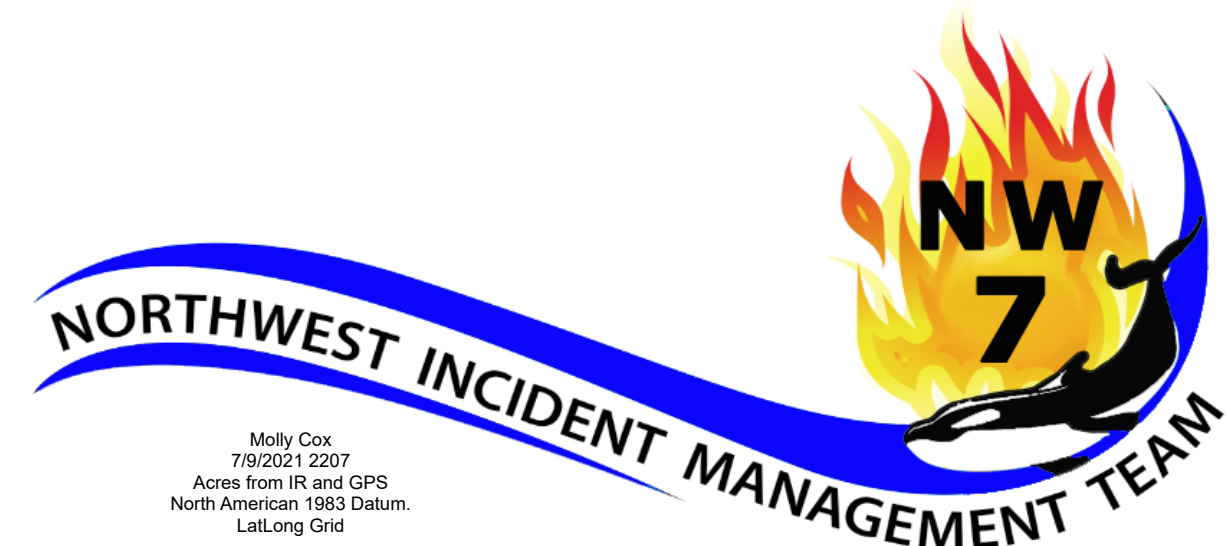 NW
7
NORTHWEST INCIDENT MANAGEMENT TEAM
Molly Cox
7/9/2021 2207
Acres from IR and GPS
North American 1983 Datum.
LatLong Grid